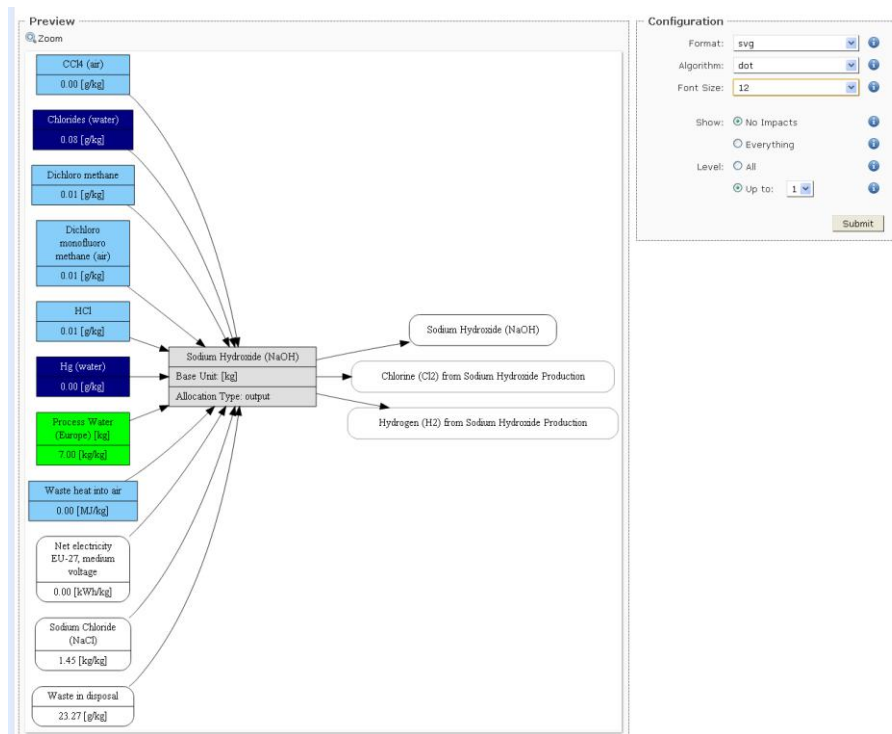 Preview
Zoom
CCl4 (air)
0.00 [g/kg]
Chlorides (water)
0.08 [g/kg]
Dichloro methane
0.01 [g/kg]
Dichloro
monofluoro
methane (air)
0.01 [g/kg]
HCl
0.01 [g/kg]
Hg (water)
0.00 [g/kg]
Process Water
(Europe) [kg]
7.00 [kg/kg]
Waste heat into air
0.00 [MJ/kg]
Net electricity
EU-27, medium
voltage
0.00 [kWh/kg]
Sodium Chloride
(NaCl)
1.45 [kg/kg]
Waste in disposal
23.27 [g/kg]
Sodium Hydroxide (NaOH)
Base Unit: [kg]
Allocation Type: output
Sodium Hydroxide (NaOH)
Chlorine (Cl2) from Sodium Hydroxide Production
Hydrogen (H2) from Sodium Hydroxide Production
Configuration
Format: svg
Algorithm: dot
Font Size: 12
Show: No Impacts
Everything
Level: All
Up to: 1
Submit